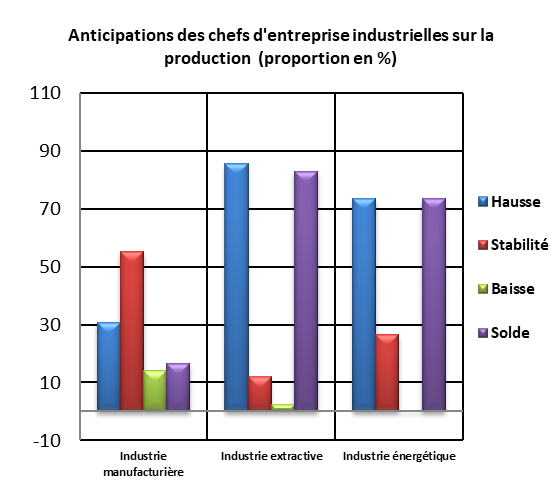 Anticipations des chefs d'entreprise industrielles sur la
production (proportion en %)
110
90
70
50
30
10
-10
Industrie
manufacturière
Industrie extractive
Industrie énergétique
Hausse
Stabilité
Baisse
Solde